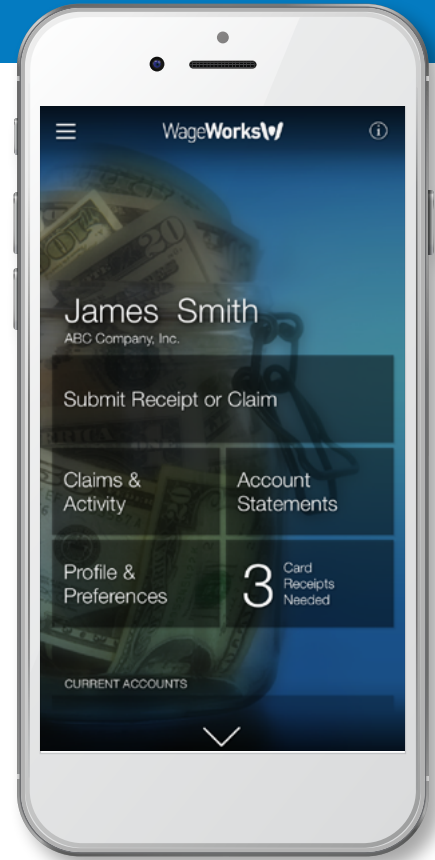 WageWorks
James Smith
ABC Company, Inc.
Submit Receipt or Claim
Claims &
Activity
Account
Statements
Profile &
Preferences
3
Card
Receipts
Needed
CURRENT ACCOUNTS